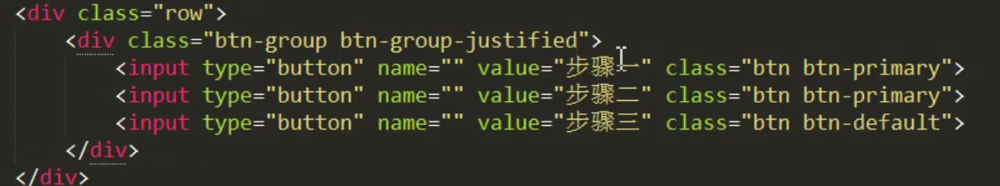 <div class="row">
<div class="btn-group btn-group-justified">
<input type="button" name="" value="步骤一" class="btn btn-primary">
<input type="button" name="" value="步骤二" class="btn btn-primary">
<input type="button" name="" value="步骤三" class="btn btn-default">
</div>
</div>